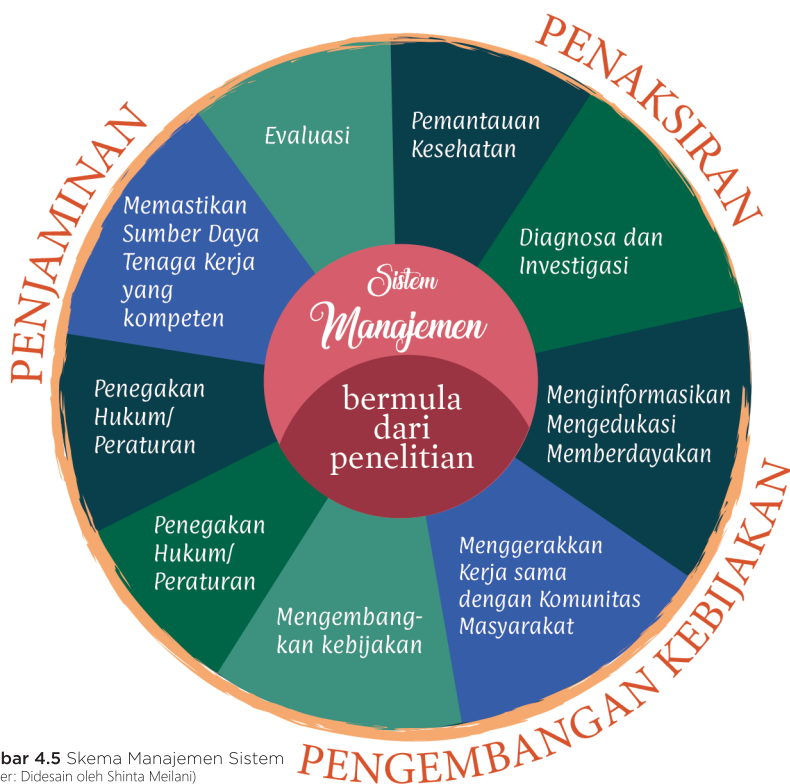 PENAKSIRAN
Pemantauan
Kesehatan
Diagnosa dan
Investigasi
PENGEMBANGAN KEBIJAKAN
Menginformasikan
Mengedukasi
Memberdayakan
Menggerakkan
Kerja sama
dengan Komunitas
Masyarakat
Mengembang-
kan kebijakan
PENJAMINAN
Penegakan
Hukum/
Peraturan
Penegakan
Hukum/
Peraturan
Memastikan
Sumber Daya
Tenaga Kerja
yang
kompeten
Evaluasi
Sistem
Manajemen
bermula
dari
penelitian
bar 4.5 Skema Manajemen Sistem
er: Didesain oleh Shinta Meilani)